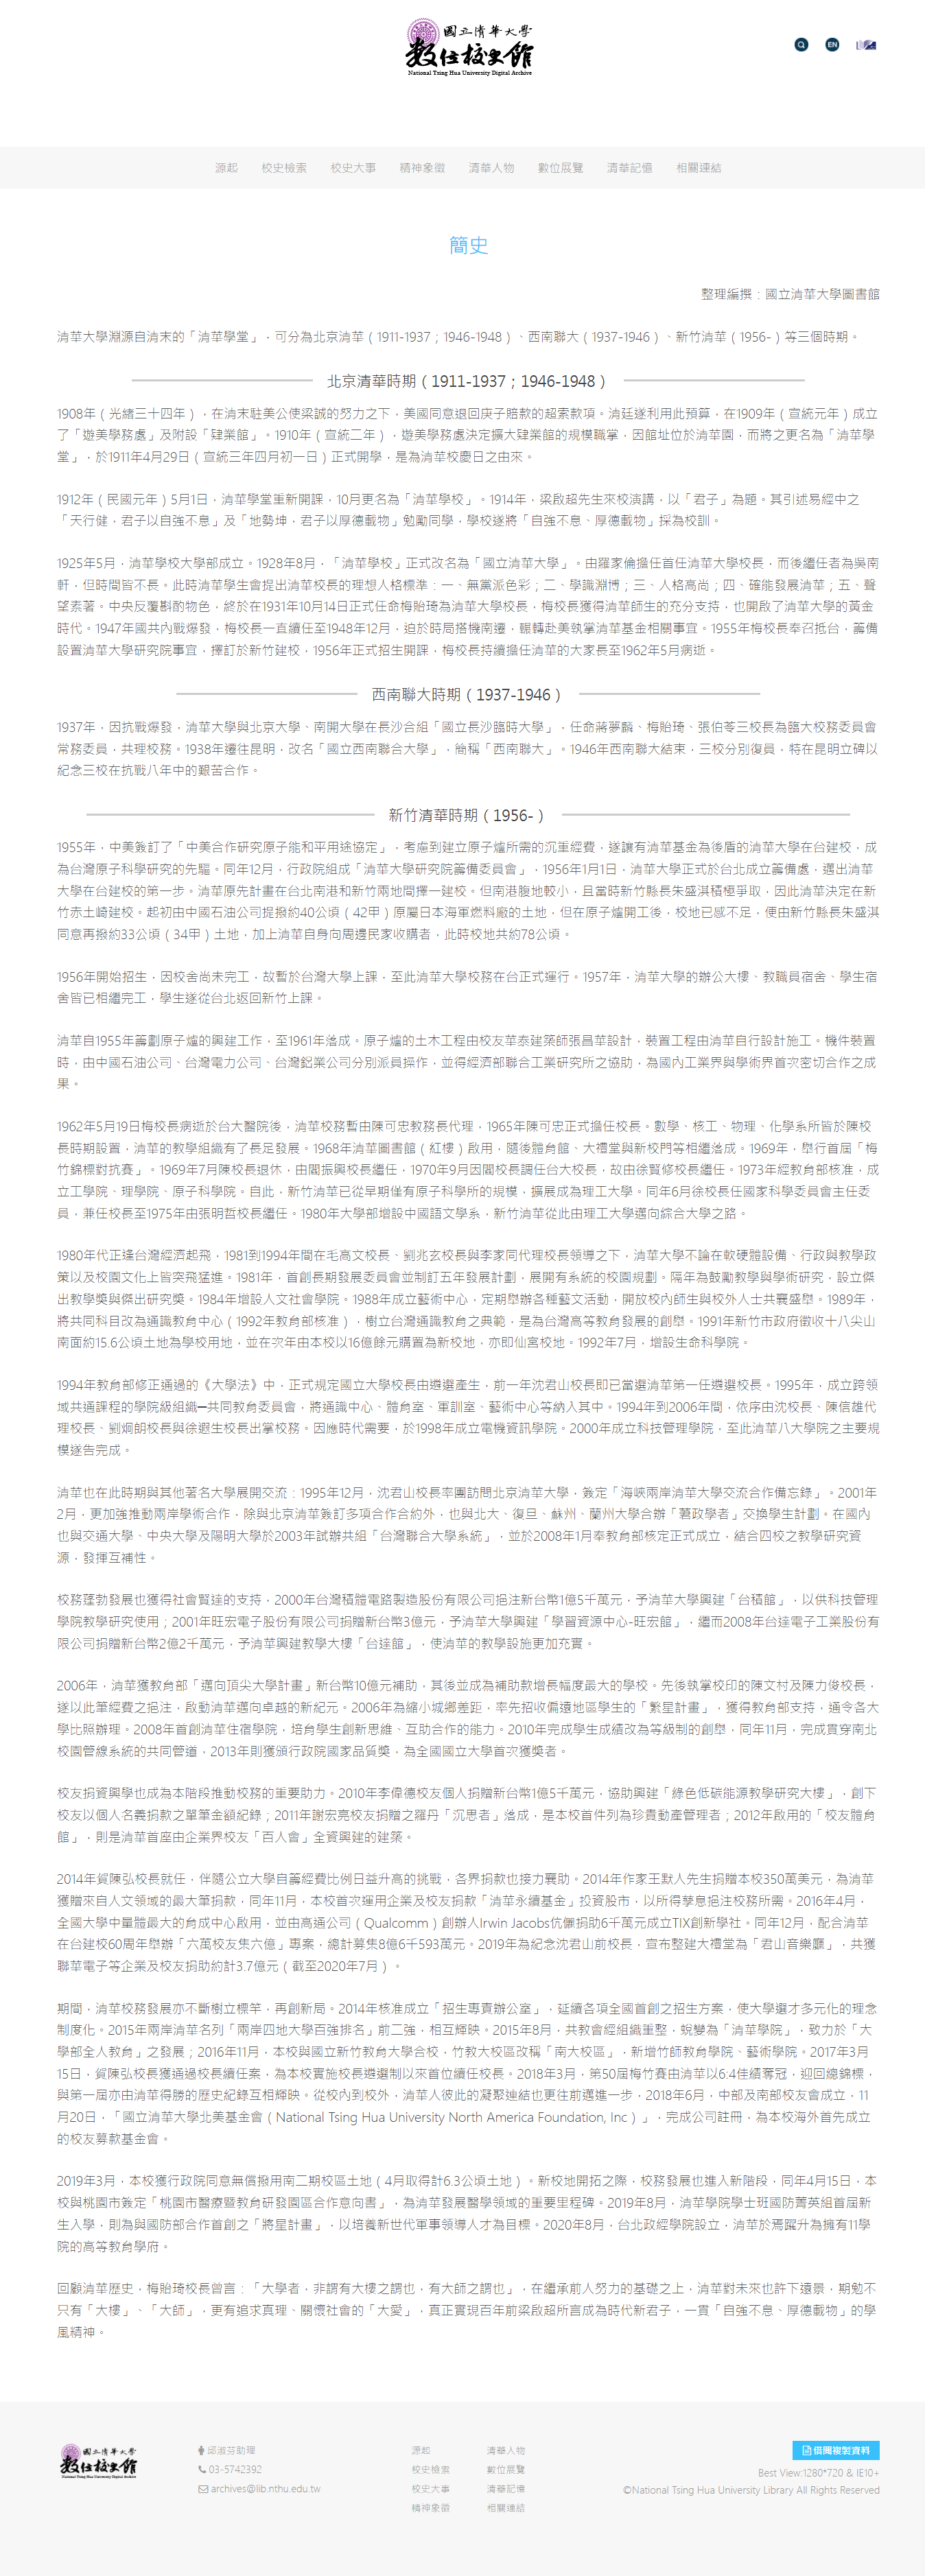 國立清華大學
數位校史館
National Tsing Hua University Digital Archive
EN
源起 校史檢索 校史大事 精神象徵 清華人物 數位展覽 清華記憶 相關連結
簡史
整理編撰：國立清華大學圖書館
清華大學淵源自清末的「清華學堂」，可分為北京清華（1911-1937；1946-1948）、西南聯大（1937-1946）、新竹清華（1956-）等三個時期。
北京清華時期（1911-1937；1946-1948）
1908年（光緒三十四年），在清末駐美公使梁誠的努力之下，美國同意退回庚子賠款的超索款項。清廷遂利用此預算，在1909年（宣統元年）成立
了「遊美學務處」及附設「肄業館」。1910年（宣統二年），遊美學務處決定擴大肄業館的規模職掌，因館址位於清華園，而將之更名為「清華學
堂」，於1911年4月29日（宣統三年四月初一日）正式開學，是為清華校慶日之由來。
1912年（民國元年）5月1日，清華學堂重新開課，10月更名為「清華學校」。1914年，梁啟超先生來校演講，以「君子」為題。其引述易經中之
「天行健，君子以自強不息」及「地勢坤，君子以厚德載物」勉勵同學，學校遂將「自強不息、厚德載物」採為校訓。
1925年5月，清華學校大學部成立。1928年8月，「清華學校」正式改名為「國立清華大學」。由羅家倫擔任首任清華大學校長，而後繼任者為吳南
軒，但時間皆不長。此時清華學生會提出清華校長的理想人格標準：一、無黨派色彩；二、學識淵博；三、人格高尚；四、確能發展清華；五、聲
望素著。中央反覆斟酌物色，終於在1931年10月14日正式任命梅貽琦為清華大學校長，梅校長獲得清華師生的充分支持，也開啟了清華大學的黃金
時代。1947年國共內戰爆發，梅校長一直續任至1948年12月，迫於時局搭機南遷，輾轉赴美執掌清華基金相關事宜。1955年梅校長奉召抵台，籌備
設置清華大學研究院事宜，擇訂於新竹建校，1956年正式招生開課，梅校長持續擔任清華的大家長至1962年5月病逝。
西南聯大時期（1937-1946）
1937年，因抗戰爆發，清華大學與北京大學、南開大學在長沙合組「國立長沙臨時大學」，任命蔣夢麟、梅貽琦、張伯苓三校長為臨大校務委員會
常務委員，共理校務。1938年遷往昆明，改名「國立西南聯合大學」，簡稱「西南聯大」。1946年西南聯大結束，三校分別復員，特在昆明立碑以
紀念三校在抗戰八年中的艱苦合作。
新竹清華時期（1956-）
1955年，中美簽訂了「中美合作研究原子能和平用途協定」，考慮到建立原子爐所需的沉重經費，遂讓有清華基金為後盾的清華大學在台建校，成
為台灣原子科學研究的先驅。同年12月，行政院組成「清華大學研究院籌備委員會」，1956年1月1日，清華大學正式於台北成立籌備處，邁出清華
大學在台建校的第一步。清華原先計畫在台北南港和新竹兩地間擇一建校。但南港腹地較小，且當時新竹縣長朱盛淇積極爭取，因此清華決定在新
竹赤土崎建校。起初由中國石油公司提撥約40公頃（42甲）原屬日本海軍燃料廠的土地，但在原子爐開工後，校地已感不足，便由新竹縣長朱盛淇
同意再撥約33公頃（34甲）土地，加上清華自身向周邊民家收購者，此時校地共約78公頃。
1956年開始招生，因校舍尚未完工，故暫於台灣大學上課，至此清華大學校務在台正式運行。1957年，清華大學的辦公大樓、教職員宿舍、學生宿
舍皆已相繼完工，學生遂從台北返回新竹上課。
清華自1955年籌劃原子爐的興建工作，至1961年落成。原子爐的土木工程由校友華泰建築師張昌華設計，裝置工程由清華自行設計施工。機件裝置
時，由中國石油公司、台灣電力公司、台灣鋁業公司分別派員操作，並得經濟部聯合工業研究所之協助，為國內工業界與學術界首次密切合作之成
果。
1962年5月19日梅校長病逝於台大醫院後，清華校務暫由陳可忠教務長代理，1965年陳可忠正式擔任校長。數學、核工、物理、化學系所皆於陳校
長時期設置，清華的教學組織有了長足發展。1968年清華圖書館（紅樓）啟用，隨後體育館、大禮堂與新校門等相繼落成。1969年，舉行首屆「梅
竹錦標對抗賽」。1969年7月陳校長退休，由閻振興校長繼任，1970年9月因閻校長調任台大校長，故由徐賢修校長繼任。1973年經教育部核准，成
立工學院、理學院、原子科學院。自此，新竹清華已從早期僅有原子科學所的規模，擴展成為理工大學。同年6月徐校長任國家科學委員會主任委
員，兼任校長至1975年由張明哲校長繼任。1980年大學部增設中國語文學系，新竹清華從此由理工大學邁向綜合大學之路。
1980年代正逢台灣經濟起飛，1981到1994年間在毛高文校長、劉兆玄校長與李家同代理校長領導之下，清華大學不論在軟硬體設備、行政與教學政
策以及校園文化上皆突飛猛進。1981年，首創長期發展委員會並制訂五年發展計劃，展開有系統的校園規劃。隔年為鼓勵教學與學術研究，設立傑
出教學獎與傑出研究獎。1984年增設人文社會學院。1988年成立藝術中心，定期舉辦各種藝文活動，開放校內師生與校外人士共襄盛舉。1989年，
將共同科目改為通識教育中心（1992年教育部核准），樹立台灣通識教育之典範，是為台灣高等教育發展的創舉。1991年新竹市政府徵收十八尖山
南面約15.6公頃土地為學校用地，並在次年由本校以16億餘元購置為新校地，亦即仙宮校地。1992年7月，增設生命科學院。
1994年教育部修正通過的《大學法》中，正式規定國立大學校長由遴選產生，前一年沈君山校長即已當選清華第一任遴選校長。1995年，成立跨領
域共通課程的學院級組織─共同教育委員會，將通識中心、體育室、軍訓室、藝術中心等納入其中。1994年到2006年間，依序由沈校長、陳信雄代
理校長、劉炯朗校長與徐遐生校長出掌校務。因應時代需要，於1998年成立電機資訊學院。2000年成立科技管理學院，至此清華八大學院之主要規
模遂告完成。
清華也在此時期與其他著名大學展開交流：1995年12月，沈君山校長率團訪問北京清華大學，簽定「海峽兩岸清華大學交流合作備忘錄」。2001年
2月，更加強推動兩岸學術合作，除與北京清華簽訂多項合作合約外，也與北大、復旦、蘇州、蘭州大學合辦「著政學者」交換學生計劃。在國內
也與交通大學、中央大學及陽明大學於2003年試辦共組「台灣聯合大學系統」，並於2008年1月奉教育部核定正式成立，結合四校之教學研究資
源，發揮互補性。
校務蓬勃發展也獲得社會賢達的支持，2000年台灣積體電路製造股份有限公司挹注新台幣1億5千萬元，予清華大學興建「台積館」，以供科技管理
學院教學研究使用；2001年旺宏電子股份有限公司捐贈新台幣3億元，予清華大學興建「學習資源中心-旺宏館」，繼而2008年台達電子工業股份有
限公司捐贈新台幣2億2千萬元，予清華興建教學大樓「台達館」，使清華的教學設施更加充實。
2006年，清華獲教育部「邁向頂尖大學計畫」新台幣10億元補助，其後並成為補助款增長幅度最大的學校。先後執掌校印的陳文村及陳力俊校長，
遂以此筆經費之挹注，啟動清華邁向卓越的新紀元。2006年為縮小城鄉差距，率先招收偏遠地區學生的「繁星計畫」，獲得教育部支持，通令各大
學比照辦理。2008年首創清華住宿學院，培育學生創新思維、互助合作的能力。2010年完成學生成績改為等級制的創舉，同年11月，完成貫穿南北
校園管線系統的共同管道，2013年則獲頒行政院國家品質獎，為全國國立大學首次獲獎者。
校友捐資興學也成為本階段推動校務的重要助力。2010年李偉德校友個人捐贈新台幣1億5千萬元，協助興建「綠色低碳能源教學研究大樓」，創下
校友以個人名義捐款之單筆金額紀錄；2011年謝宏亮校友捐贈之羅丹「沉思者」落成，是本校首件列為珍貴動產管理者；2012年啟用的「校友體育
館」，則是清華首座由企業界校友「百人會」全資興建的建築。
2014年賀陳弘校長就任，伴隨公立大學自籌經費比例日益升高的挑戰，各界捐款也接力襄助。2014年作家王默人先生捐贈本校350萬美元，為清華
獲贈來自人文領域的最大筆捐款，同年11月，本校首次運用企業及校友捐款「清華永續基金」投資股市，以所得孳息挹注校務所需。2016年4月，
全國大學中量體最大的育成中心啟用，並由高通公司（Qualcomm）創辦人Irwin Jacobs伉儷捐助6千萬元成立TIX創新學社。同年12月，配合清華
在台建校60周年舉辦「六萬校友集六億」專案，總計募集8億6千593萬元。2019年為紀念沈君山前校長，宣布整建大禮堂為「君山音樂廳」，共獲
聯華電子等企業及校友捐助約計3.7億元（截至2020年7月）。
期間，清華校務發展亦不斷樹立標竿，再創新局。2014年核准成立「招生專責辦公室」，延續各項全國首創之招生方案，使大學選才多元化的理念
制度化。2015年兩岸清華名列「兩岸四地大學百強排名」前二強，相互輝映。2015年8月，共教會經組織重整，蛻變為「清華學院」，致力於「大
學部全人教育」之發展；2016年11月，本校與國立新竹教育大學合校，竹教大校區改稱「南大校區」，新增竹師教育學院、藝術學院。2017年3月
15日，賀陳弘校長獲通過校長續任案，為本校實施校長遴選制以來首位續任校長。2018年3月，第50屆梅竹賽由清華以6:4佳績奪冠，迎回總錦標，
與第一屆亦由清華得勝的歷史紀錄互相輝映。從校內到校外，清華人彼此的凝聚連結也更往前邁進一步，2018年6月，中部及南部校友會成立，11
月20日，「國立清華大學北美基金會（National Tsing Hua University North America Foundation, Inc）」，完成公司註冊，為本校海外首先成立
的校友募款基金會。
2019年3月，本校獲行政院同意無償撥用南二期校區土地（4月取得計6.3公頃土地）。新校地開拓之際，校務發展也進入新階段，同年4月15日，本
校與桃園市簽定「桃園市醫療暨教育研發園區合作意向書」，為清華發展醫學領域的重要里程碑。2019年8月，清華學院學士班國防菁英組首屆新
生入學，則為與國防部合作首創之「將星計畫」，以培養新世代軍事領導人才為目標。2020年8月，台北政經學院設立，清華於焉躍升為擁有11學
院的高等教育學府。
回顧清華歷史，梅貽琦校長曾言：「大學者，非謂有大樓之謂也，有大師之謂也」，在繼承前人努力的基礎之上，清華對未來也許下遠景，期勉不
只有「大樓」、「大師」，更有追求真理、關懷社會的「大愛」，真正實現百年前梁啟超所言成為時代新君子，一貫「自強不息、厚德載物」的學
風精神。
國立清華大學
數位校史館
National Tsing Hua University Digital Archive
邱淑芬助理
03-5742392
archives@lib.nthu.edu.tw
源起 清華人物
校史檢索 數位展覽
校史大事 清華記憶
精神象徵 相關連結
借閱複製資料
Best View:1280*720 & IE10+
©National Tsing Hua University Library All Rights Reserved